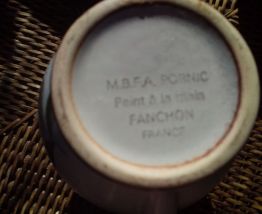 M.B.F.A. PORNIC
Peint à la main
FANCHON
FRANCE